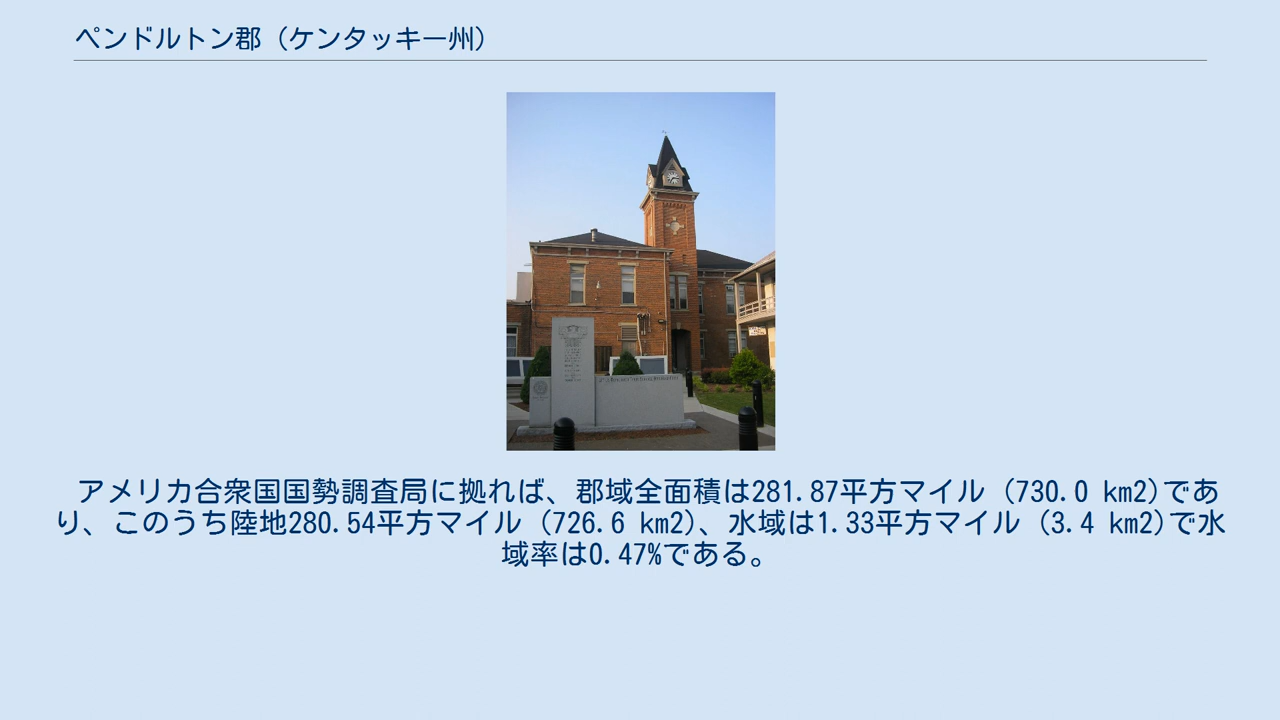 ペンドルトン郡（ケンタッキー州）
アメリカ合衆国国勢調査局に拠れば、郡域全面積は281.87平方マイル (730.0 km2)であ
り、このうち陸地280.54平方マイル (726.6 km2)、水域は1.33平方マイル (3.4 km2)で水
域率は0.47%である。